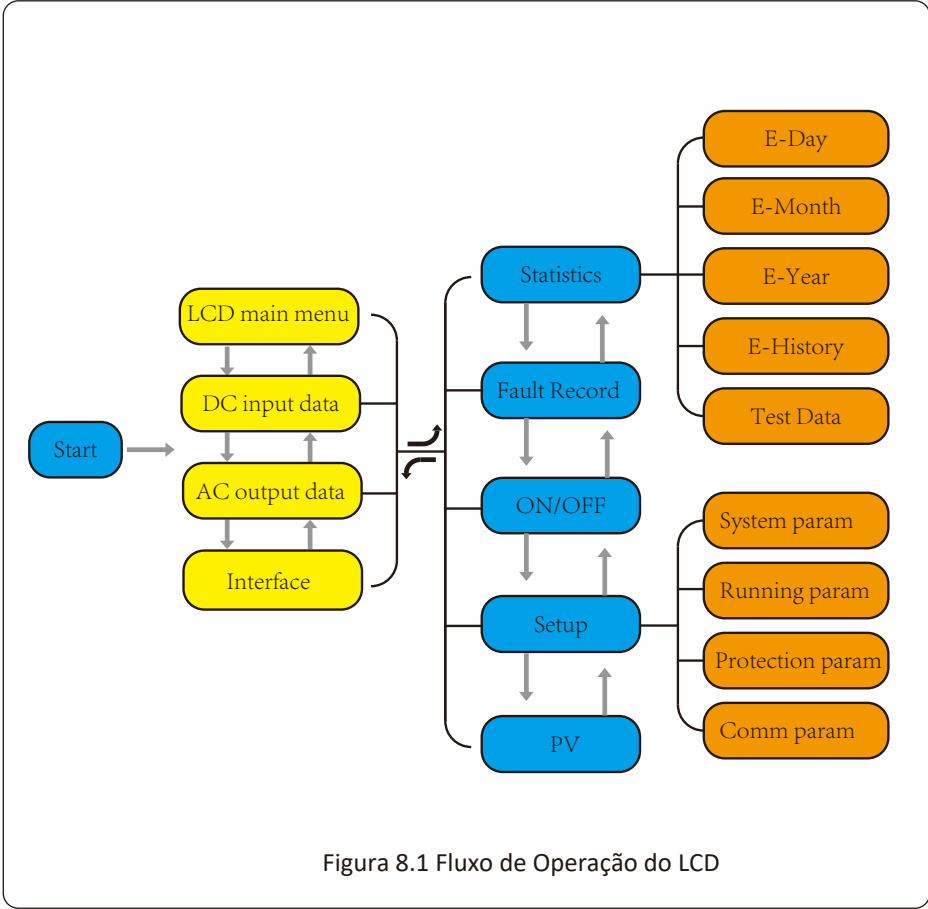 Start
LCD main menu
DC input data
AC output data
Interface
Statistics
Fault Record
ON/OFF
Setup
PV
E-Day
E-Month
E-Year
E-History
Test Data
System param
Running param
Protection param
Comm param
Figura 8.1 Fluxo de Operação do LCD